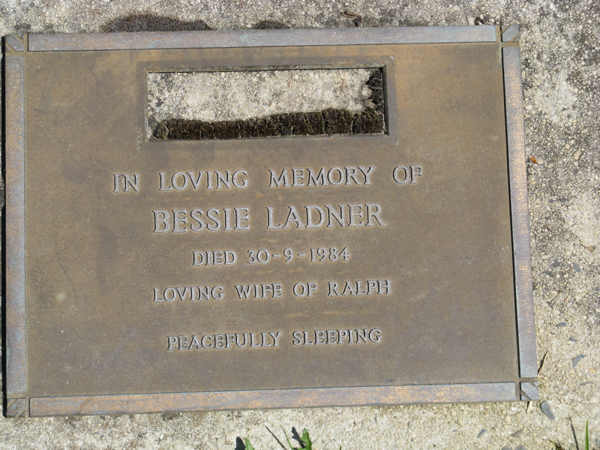 IN LOVING MEMORY OF
BESSIE LADNER
DIED 30-9-1984
LOVING WIFE OF RALPH
PEACEFULLY SLEEPING